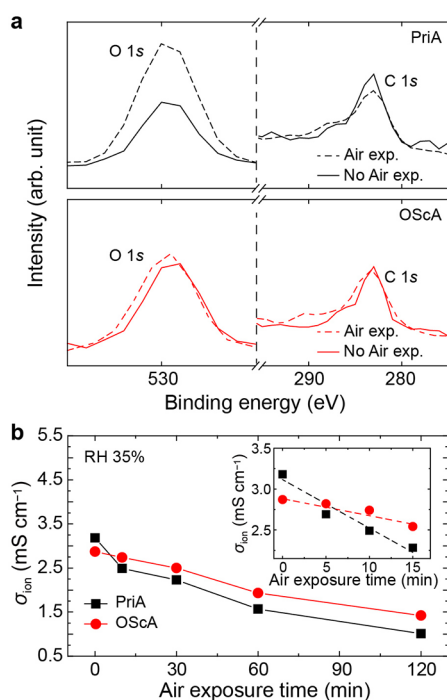 a
PriA
O 1s
C 1s
Air exp.
No Air exp.
OScA
O 1s
C 1s
Air exp.
No Air exp.
Intensity (arb. unit)
530 290 280
Binding energy (eV)
b
RH 35%
5.5
4.5
3.5
2.5
1.5
0.5
σion (mS cm−1)
PriA
OScA
0 30 60 90 120
Air exposure time (min)
3.5
3.0
2.5
σion (mS cm−1)
0 5 10 15
Air exposure time (min)